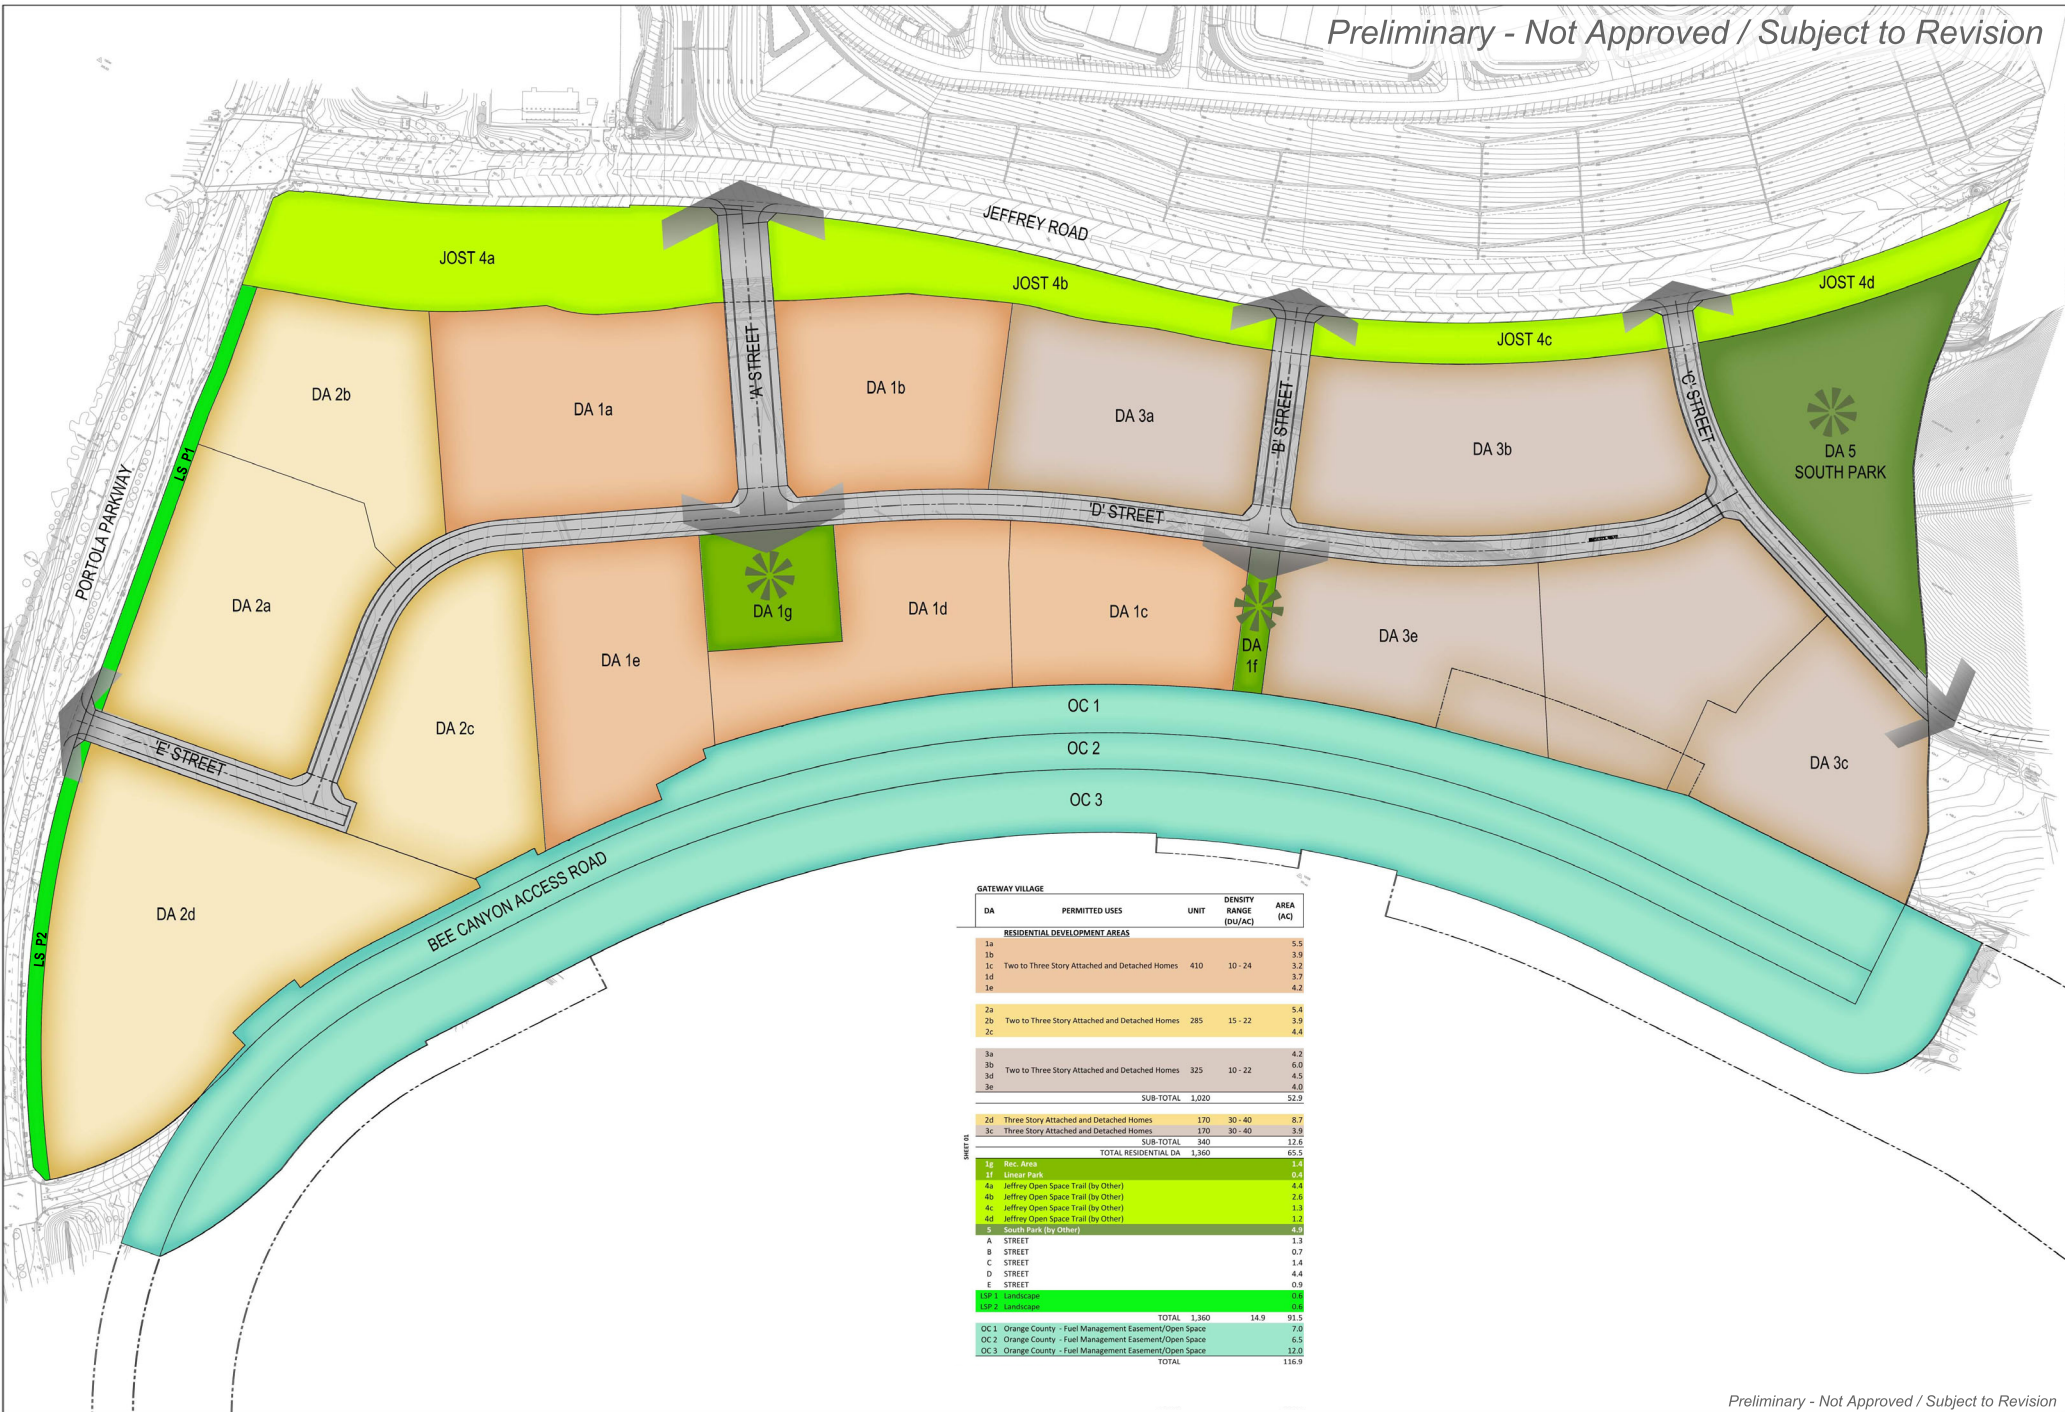 Preliminary - Not Approved / Subject to Revision
JEFFREY ROAD
JOST 4a
JOST 4b
JOST 4c
JOST 4d
DA 2b
DA 1a
'A' STREET
DA 1b
DA 3a
'B' STREET
DA 3b
'C' STREET
DA 5
SOUTH PARK
LS P1
PORTOLA PARKWAY
'D' STREET
DA 2a
DA 1e
DA 1g
DA 1d
DA 1c
DA
1f
DA 3e
DA 2c
'E' STREET
OC 1
OC 2
OC 3
DA 3c
BEE CANYON ACCESS ROAD
DA 2d
LS P2
GATEWAY VILLAGE
DA PERMITTED USES UNIT DENSITY RANGE (DU/AC) AREA (AC)
RESIDENTIAL DEVELOPMENT AREAS
1a 5.5
1b 3.9
1c Two to Three Story Attached and Detached Homes 410 10 - 24 3.2
1d 3.7
1e 4.2
2a 5.4
2b Two to Three Story Attached and Detached Homes 285 15 - 22 3.9
2c 4.4
3a 4.2
3b 6.0
Two to Three Story Attached and Detached Homes 325 10 - 22
3d 4.5
3e 4.0
SUB-TOTAL 1,020 52.9
2d Three Story Attached and Detached Homes 170 30 - 40 8.7
3c Three Story Attached and Detached Homes 170 30 - 40 3.9
SUB-TOTAL 340 12.6
TOTAL RESIDENTIAL DA 1,360 65.5
SHEET 01
1g Rec. Area 1.4
1f Linear Park 0.4
4a Jeffrey Open Space Trail (by Other) 4.4
4b Jeffrey Open Space Trail (by Other) 2.6
4c Jeffrey Open Space Trail (by Other) 1.3
4d Jeffrey Open Space Trail (by Other) 1.2
5 South Park (by Other) 4.9
A STREET 1.3
B STREET 0.7
C STREET 1.4
D STREET 4.4
E STREET 0.9
LSP 1 Landscape 0.6
LSP 2 Landscape 0.6
TOTAL 1,360 14.9 91.5
OC 1 Orange County - Fuel Management Easement/Open Space 7.0
OC 2 Orange County - Fuel Management Easement/Open Space 6.5
OC 3 Orange County - Fuel Management Easement/Open Space 12.0
TOTAL 116.9
Preliminary - Not Approved / Subject to Revision